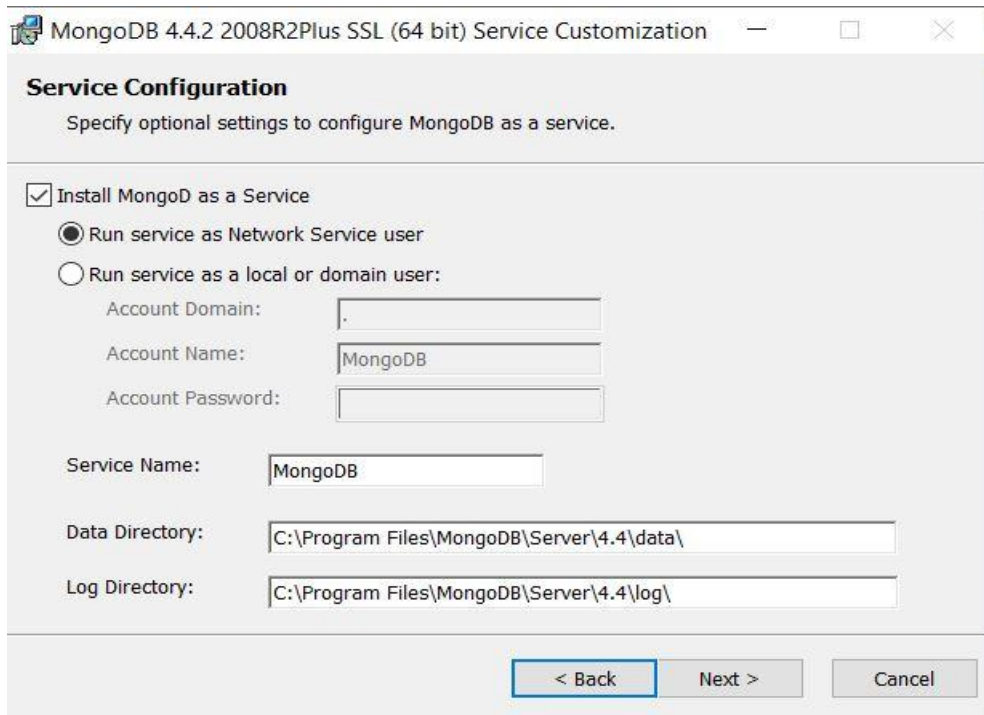 MongoDB 4.4.2 2008R2Plus SSL (64 bit) Service Customization
Service Configuration
Specify optional settings to configure MongoDB as a service.
Install MongoD as a Service
Run service as Network Service user
Run service as a local or domain user:
Account Domain: .
Account Name: MongoDB
Account Password:
Service Name: MongoDB
Data Directory: C:\Program Files\MongoDB\Server\4.4\data\
Log Directory: C:\Program Files\MongoDB\Server\4.4\log\
< Back Next > Cancel